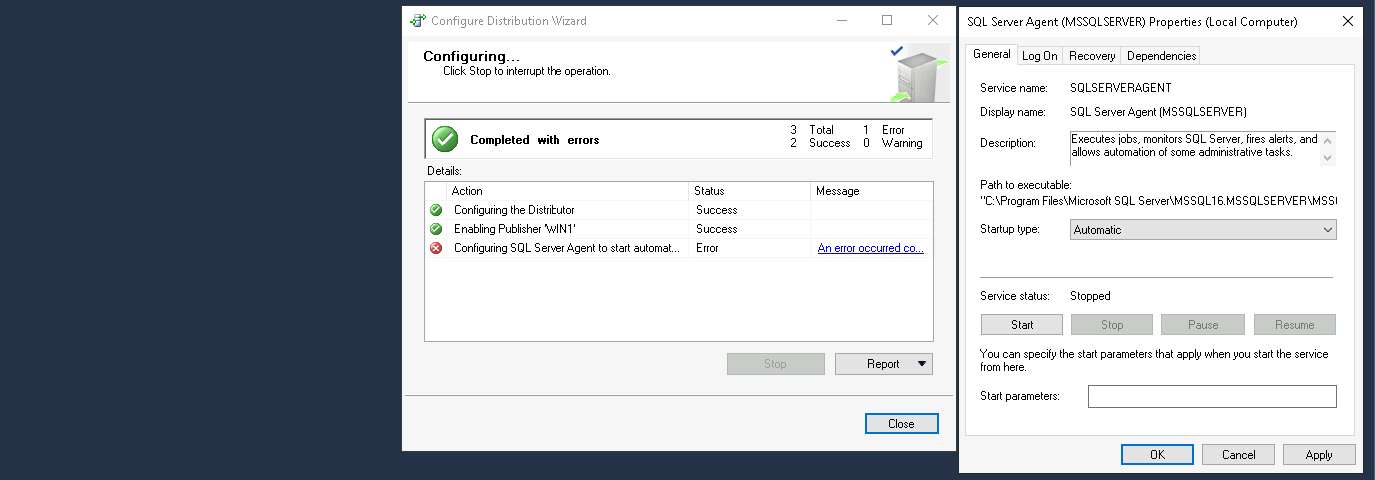 Configure Distribution Wizard
Configuring...
Click Stop to interrupt the operation.
Completed with errors
3 Total 1 Error
2 Success 0 Warning
Details:
Action Status Message
Configuring the Distributor Success
Enabling Publisher 'WIN1' Success
Configuring SQL Server Agent to start automat... Error An error occurred co...
Stop Report
Close
SQL Server Agent (MSSQLSERVER) Properties (Local Computer)
General Log On Recovery Dependencies
Service name: SQLSERVERAGENT
Display name: SQL Server Agent (MSSQLSERVER)
Description: Executes jobs, monitors SQL Server, fires alerts, and
allows automation of some administrative tasks.
Path to executable:
"C:\Program Files\Microsoft SQL Server\MSSQL16.MSSQLSERVER\MSS
Startup type: Automatic
Service status: Stopped
Start Stop Pause Resume
You can specify the start parameters that apply when you start the service
from here.
Start parameters:
OK Cancel Apply